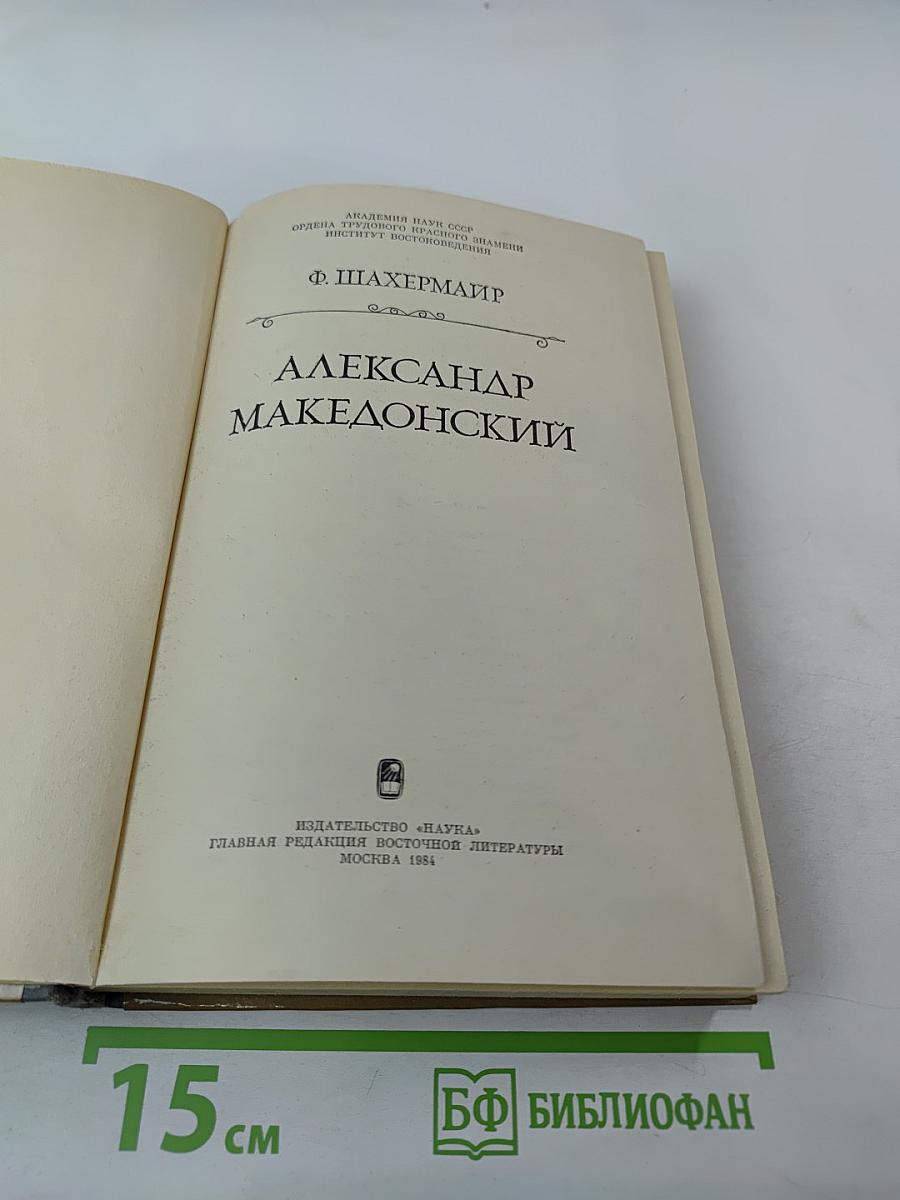 АКАДЕМИЯ НАУК СССР
ОРДЕНА ТРУДОВОГО КРАСНОГО ЗНАМЕНИ
ИНСТИТУТ ВОСТОКОВЕДЕНИЯ
Ф. ШАХЕРМАЙР
АЛЕКСАНДР
МАКЕДОНСКИЙ
ИЗДАТЕЛЬСТВО «НАУКА»
ГЛАВНАЯ РЕДАКЦИЯ ВОСТОЧНОЙ ЛИТЕРАТУРЫ
МОСКВА 1984
15 см
БФ БИБЛИОФАН